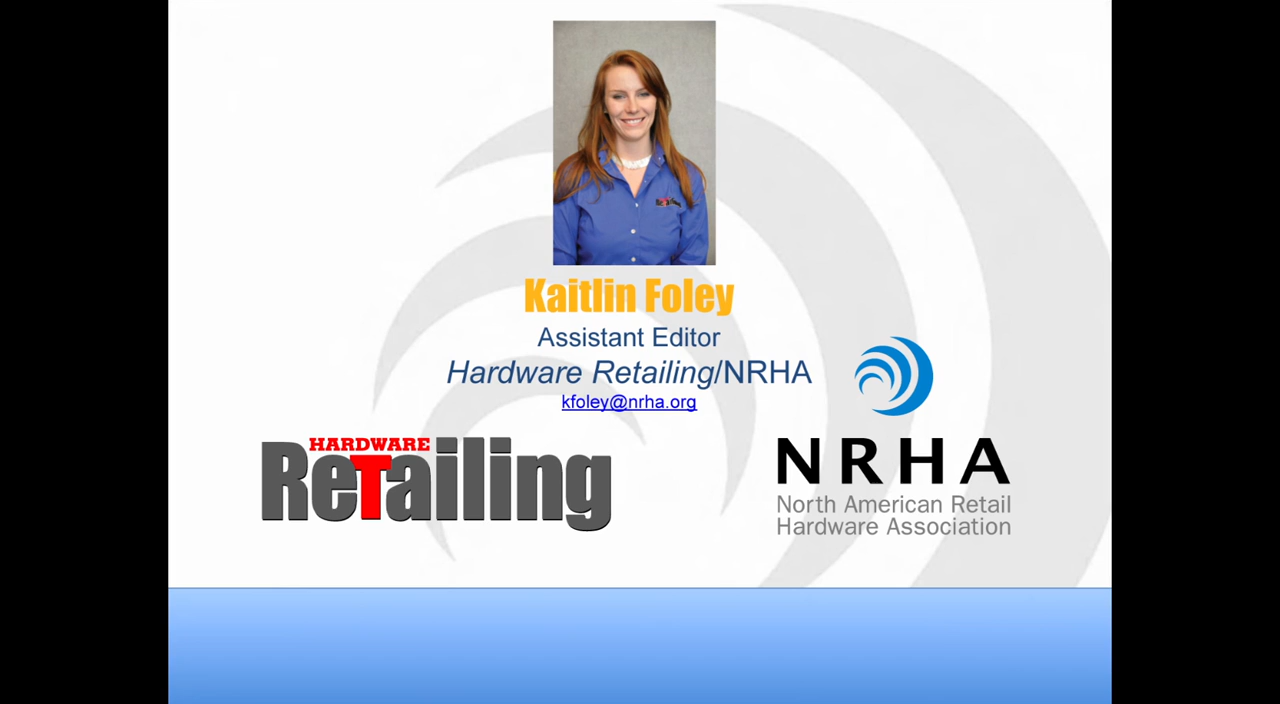 Kaitlin Foley
Assistant Editor
Hardware Retailing/NRHA
kfoley@nrha.org
HARDWARE
ReTailing
NRHA
North American Retail
Hardware Association